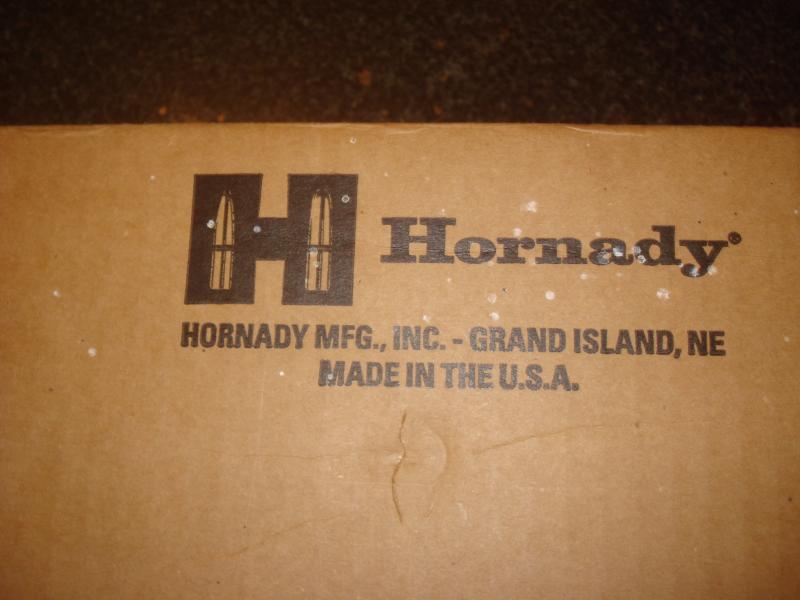 Hornady®
HORNADY MFG., INC. - GRAND ISLAND, NE
MADE IN THE U.S.A.